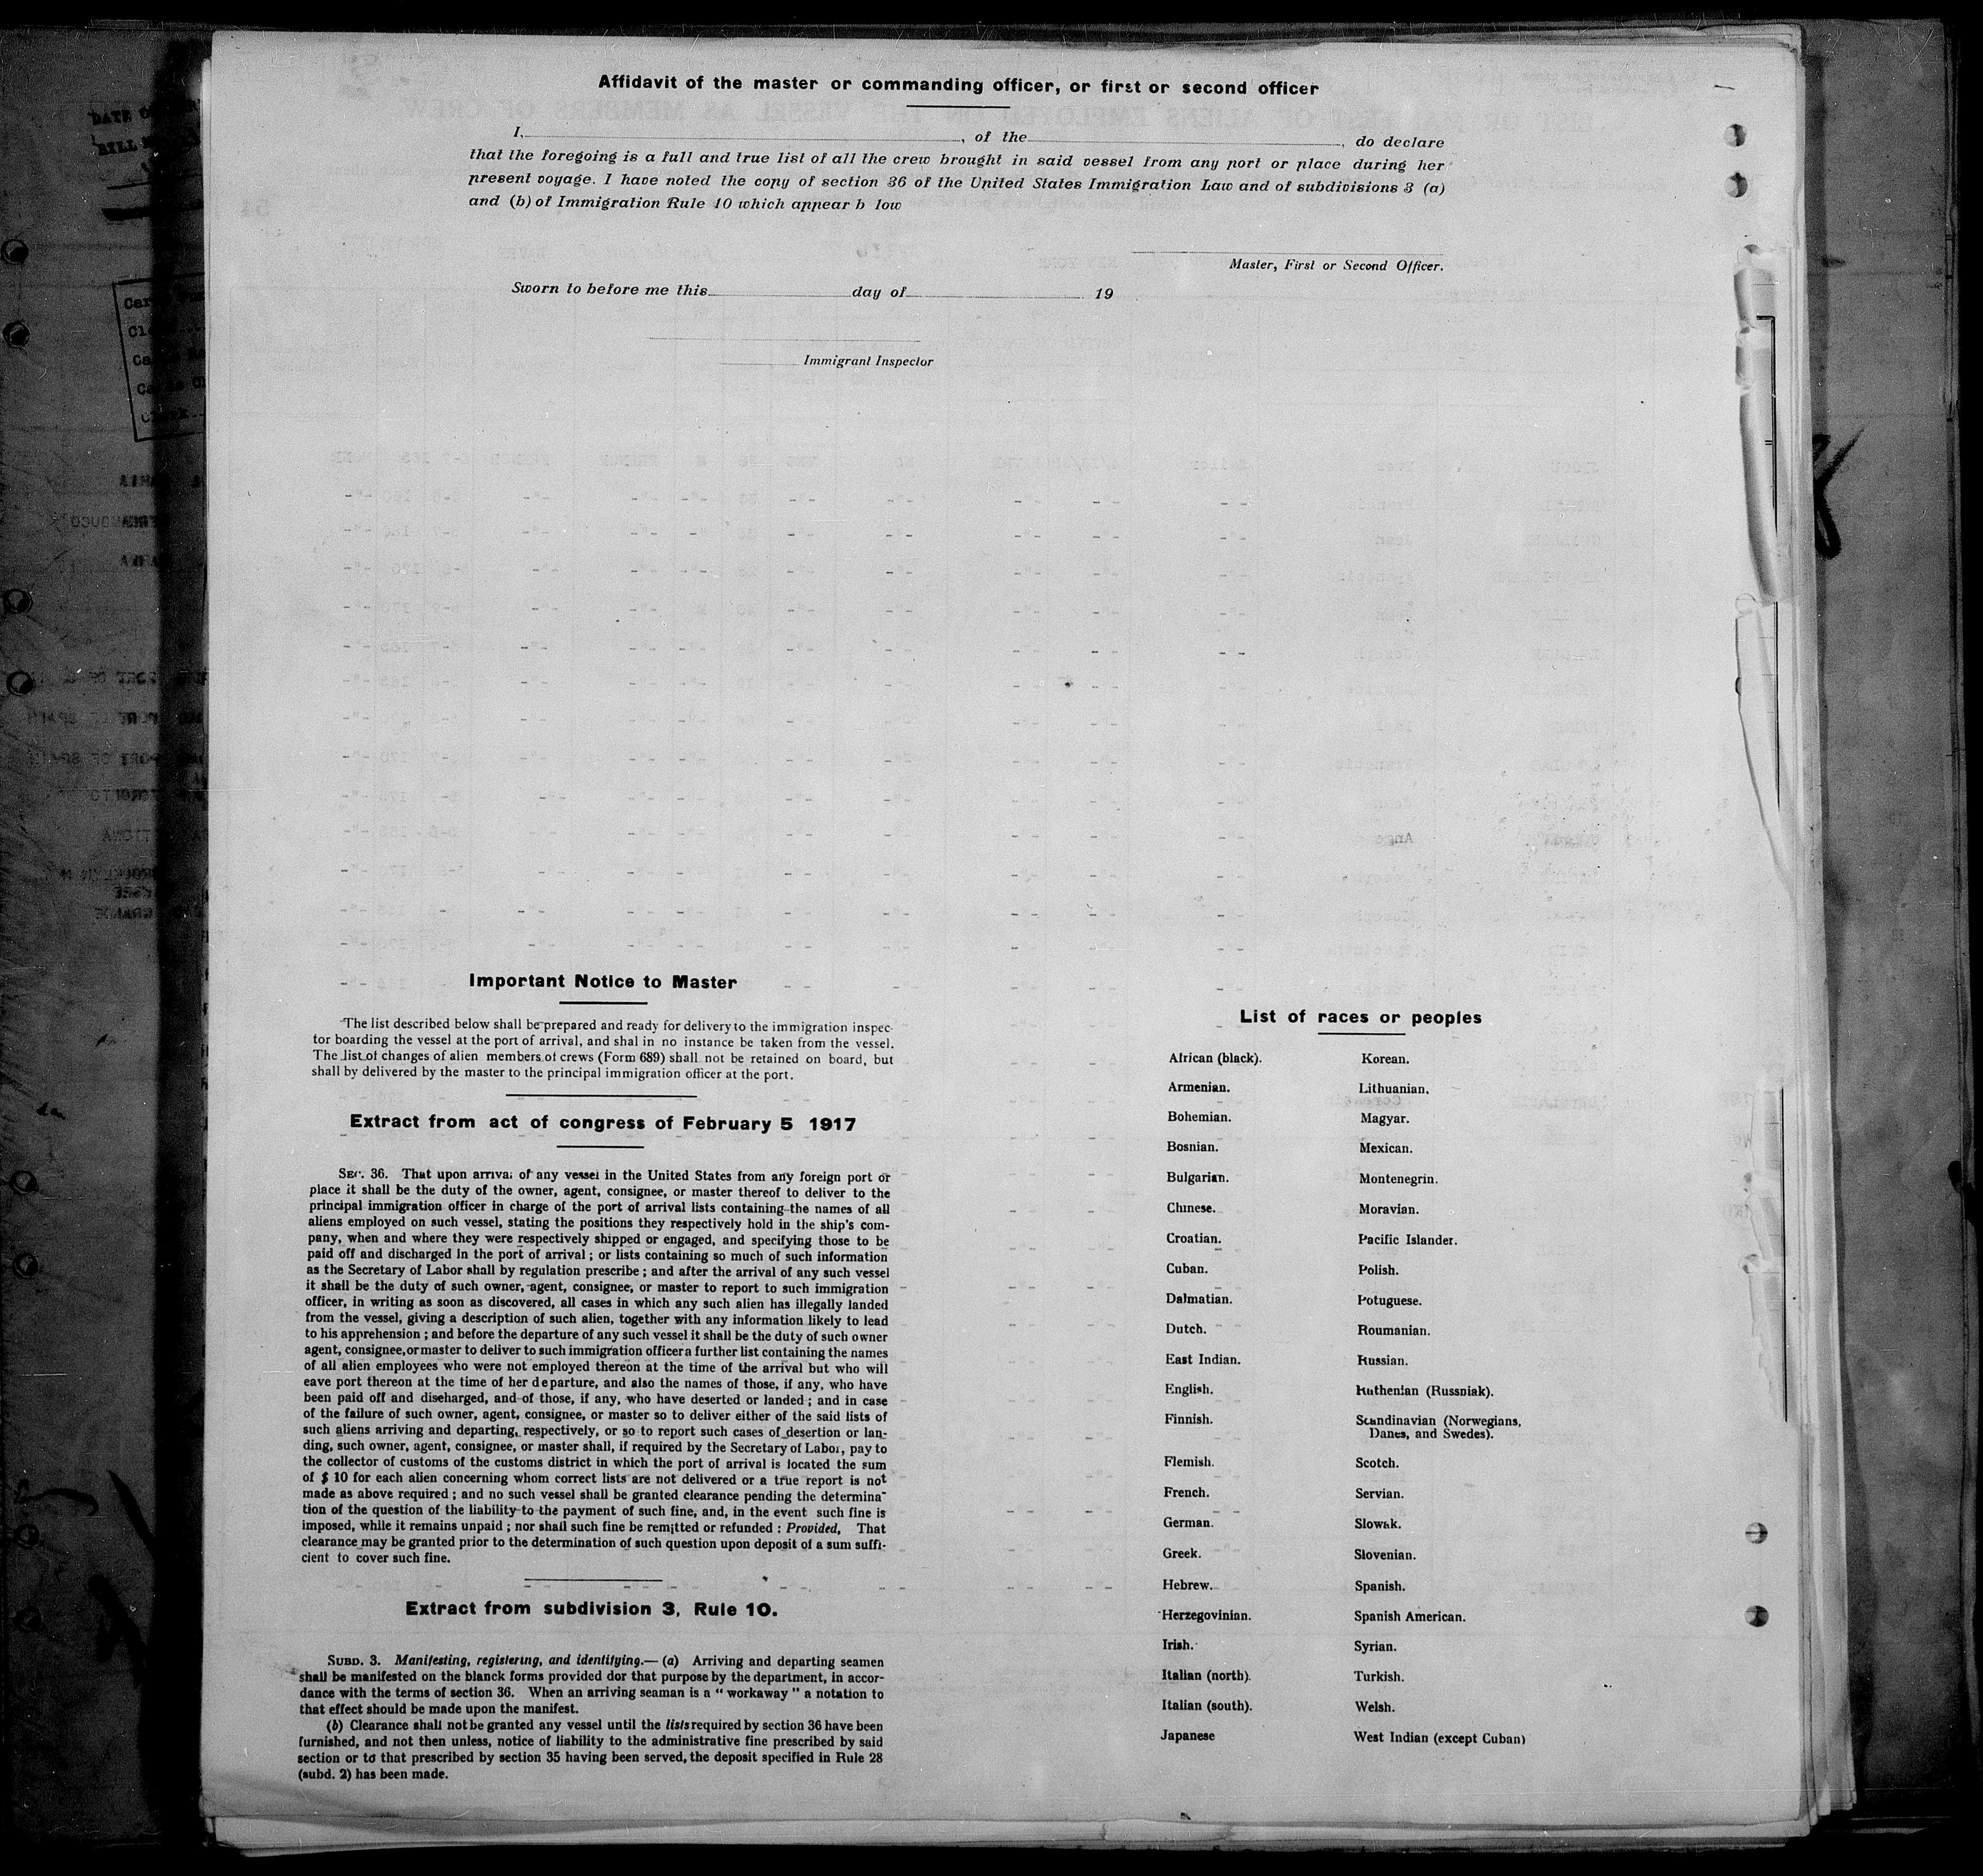 Affidavit of the master or commanding officer, or first or second officer
I, , of the , do declare
that the foregoing is a full and true list of all the crew brought in said vessel from any port or place during her
present voyage. I have noted the copy of section 36 of the United States Immigration Law and of subdivisions 3 (a)
and (b) of Immigration Rule 10 which appear b low
Master, First or Second Officer.
Sworn to before me this day of 19
Immigrant Inspector
Important Notice to Master
The list described below shall be prepared and ready for delivery to the immigration inspec-
tor boarding the vessel at the port of arrival, and shal in no instance be taken from the vessel.
The list of changes of alien members of crews (Form 689) shall not be retained on board, but
shall by delivered by the master to the principal immigration officer at the port.
Extract from act of congress of February 5 1917
SEC. 36. That upon arrival of any vessel in the United States from any foreign port or
place it shall be the duty of the owner, agent, consignee, or master thereof to deliver to the
principal immigration officer in charge of the port of arrival lists containing the names of all
aliens employed on such vessel, stating the positions they respectively hold in the ship's com-
pany, when and where they were respectively shipped or engaged, and specifying those to be
paid off and discharged in the port of arrival ; or lists containing so much of such information
as the Secretary of Labor shall by regulation prescribe ; and after the arrival of any such vessel
it shall be the duty of such owner, agent, consignee, or master to report to such immigration
officer, in writing as soon as discovered, all cases in which any such alien has illegally landed
from the vessel, giving a description of such alien, together with any information likely to lead
to his apprehension ; and before the departure of any such vessel it shall be the duty of such owner
agent, consignee, or master to deliver to such immigration officer a further list containing the names
of all alien employees who were not employed thereon at the time of the arrival but who will
eave port thereon at the time of her departure, and also the names of those, if any, who have
been paid off and diseharged, and of those, if any, who have deserted or landed ; and in case
of the failure of such owner, agent, consignee, or master so to deliver either of the said lists of
such aliens arriving and departing, respectively, or so to report such cases of desertion or lan-
ding, such owner, agent, consignee, or master shall, if required by the Secretary of Labor, pay to
the collector of customs of the customs district in which the port of arrival is located the sum
of $ 10 for each alien concerning whom correct lists are not delivered or a true report is not
made as above required ; and no such vessel shall be granted clearance pending the determina-
tion of the question of the liability to the payment of such fine, and, in the event such fine is
imposed, while it remains unpaid ; nor shall such fine be remitted or refunded : Provided, That
clearance may be granted prior to the determination of such question upon deposit of a sum suffi-
cient to cover such fine.
Extract from subdivision 3, Rule 10.
SUBD. 3. Manifesting, registering, and identifying.— (a) Arriving and departing seamen
shall be manifested on the blanck forms provided dor that purpose by the department, in accor-
dance with the terms of section 36. When an arriving seaman is a “ workaway ” a notation to
that effect should be made upon the manifest.
(b) Clearance shall not be granted any vessel until the lists required by section 36 have been
furnished, and not then unless, notice of liability to the administrative fine prescribed by said
section or to that prescribed by section 35 having been served, the deposit specified in Rule 28
(subd. 2) has been made.
List of races or peoples
African (black).
Armenian.
Bohemian.
Bosnian.
Bulgarian.
Chinese.
Croatian.
Cuban.
Dalmatian.
Dutch.
East Indian.
English.
Finnish.
Flemish.
French.
German.
Greek.
Hebrew.
Herzegovinian.
Irish.
Italian (north).
Italian (south).
Japanese
Korean.
Lithuanian.
Magyar.
Mexican.
Montenegrin.
Moravian.
Pacific Islander.
Polish.
Potuguese.
Roumanian.
Russian.
Ruthenian (Russniak).
Scandinavian (Norwegians,
Danes, and Swedes).
Scotch.
Servian.
Slowak.
Slovenian.
Spanish.
Spanish American.
Syrian.
Turkish.
Welsh.
West Indian (except Cuban)